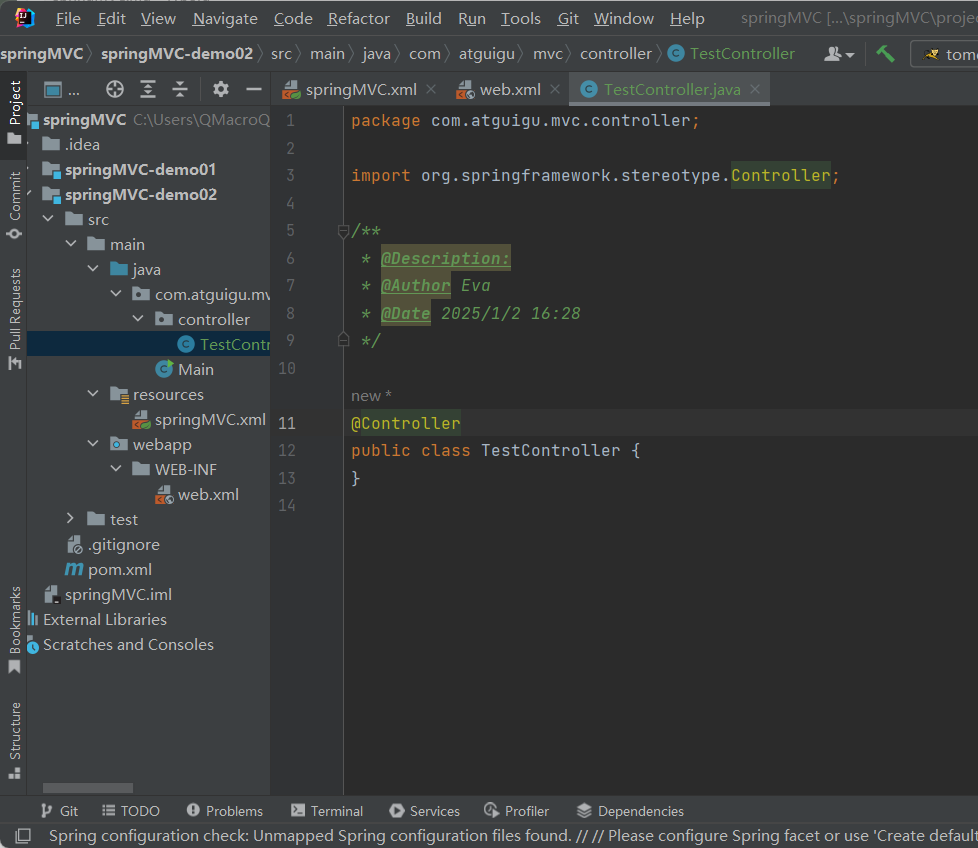 File Edit View Navigate Code Refactor Build Run Tools Git Window Help springMVC [...\springMVC\projec
springMVC springMVC-demo02 src main java com atguigu mvc controller TestController tom
... springMVC.xml web.xml TestController.java
Project
Commit
Pull Requests
Bookmarks
Structure
springMVC C:\Users\QMacroQ
.idea
springMVC-demo01
springMVC-demo02
src
main
java
com.atguigu.mv
controller
TestContr
Main
resources
springMVC.xml
webapp
WEB-INF
web.xml
test
.gitignore
pom.xml
springMVC.iml
External Libraries
Scratches and Consoles
1 package com.atguigu.mvc.controller;
2
3 import org.springframework.stereotype.Controller;
4
5 /**
6 * @Description:
7 * @Author Eva
8 * @Date 2025/1/2 16:28
9 */
10
new *
11 @Controller
12 public class TestController {
13 }
14
Git TODO Problems Terminal Services Profiler Dependencies
Spring configuration check: Unmapped Spring configuration files found. // // Please configure Spring facet or use 'Create default